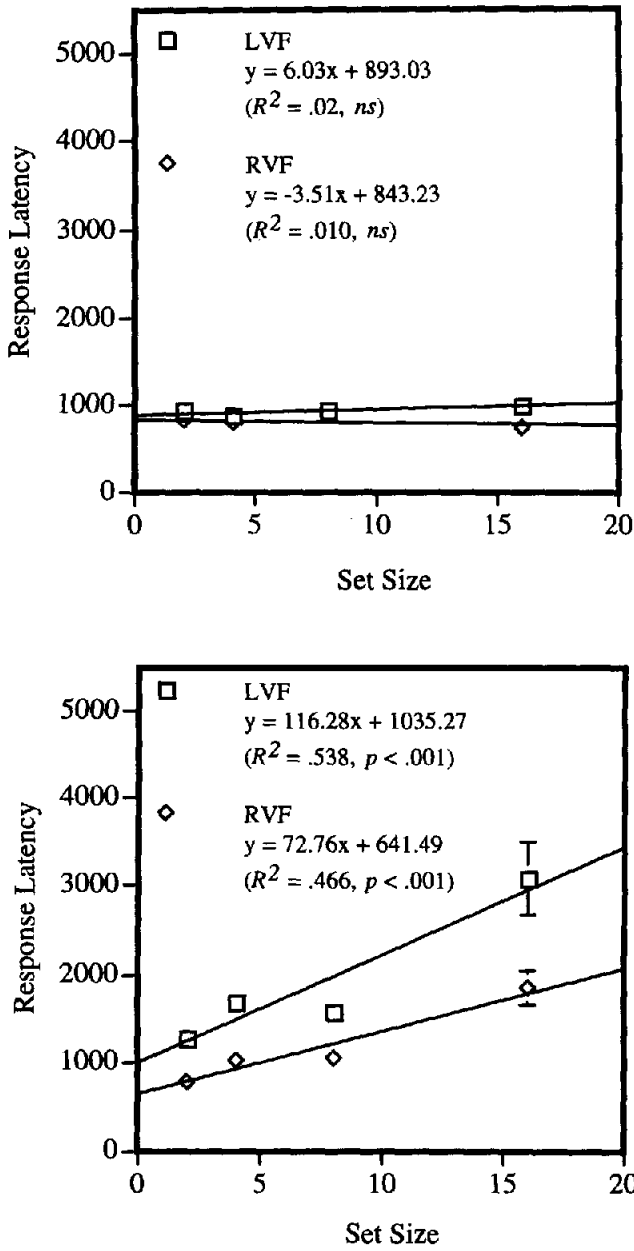 5000
4000
3000
2000
1000
0
Response Latency
LVF
y = 6.03x + 893.03
(R² = .02, ns)
RVF
y = -3.51x + 843.23
(R² = .010, ns)
0 5 10 15 20
Set Size
5000
4000
3000
2000
1000
0
Response Latency
LVF
y = 116.28x + 1035.27
(R² = .538, p < .001)
RVF
y = 72.76x + 641.49
(R² = .466, p < .001)
0 5 10 15 20
Set Size